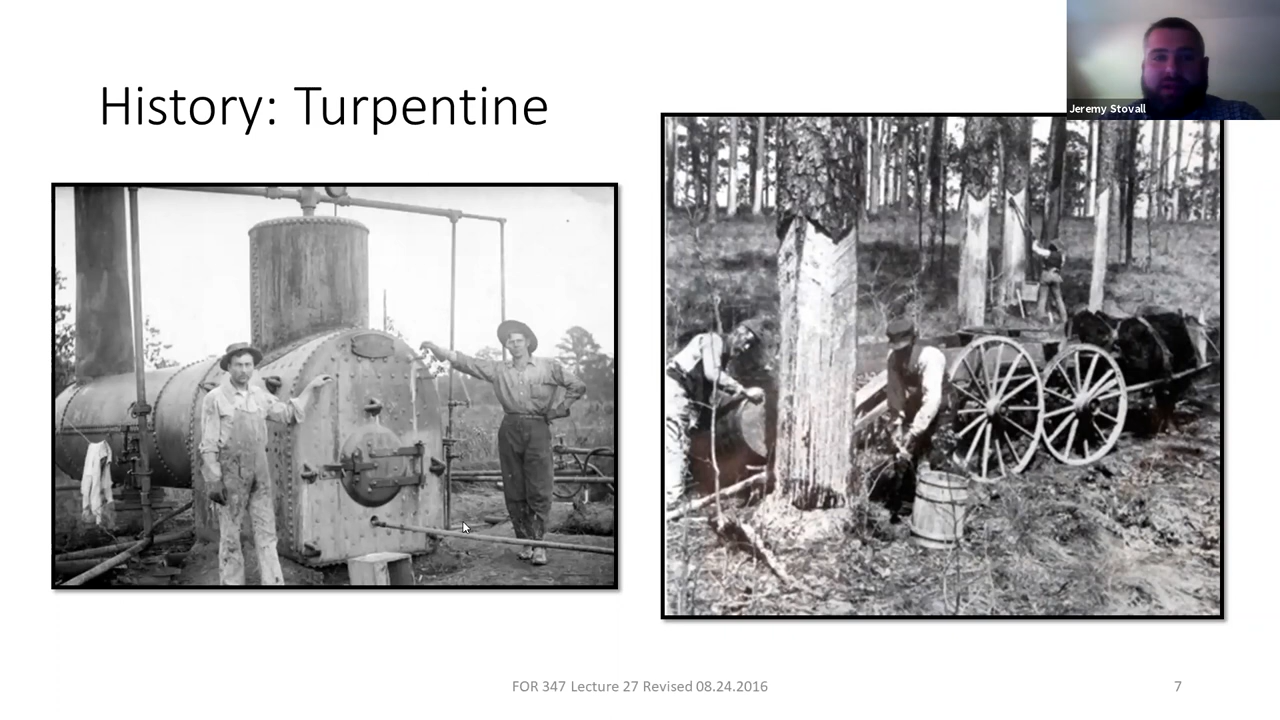 History: Turpentine
Jeremy Stovall
FOR 347 Lecture 27 Revised 08.24.2016
7